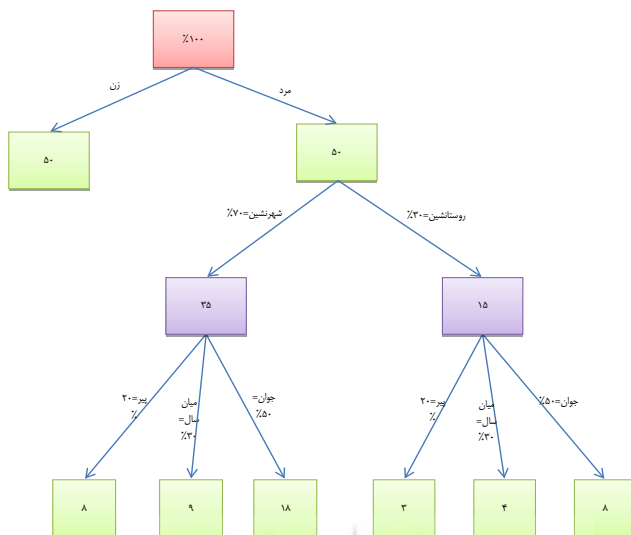 ٪۱۰۰
زن
مرد
۵۰
۵۰
شهرنشین=۷۰٪
روستانشین=۳۰٪
۳۵
۱۵
پیر=۲۰
٪
میان
سال=
۳۰٪
جوان=
۵۰٪
پیر=۲۰
٪
میان
سال=
۳۰٪
جوان=۵۰٪
۸
۹
۱۸
۳
۴
۸